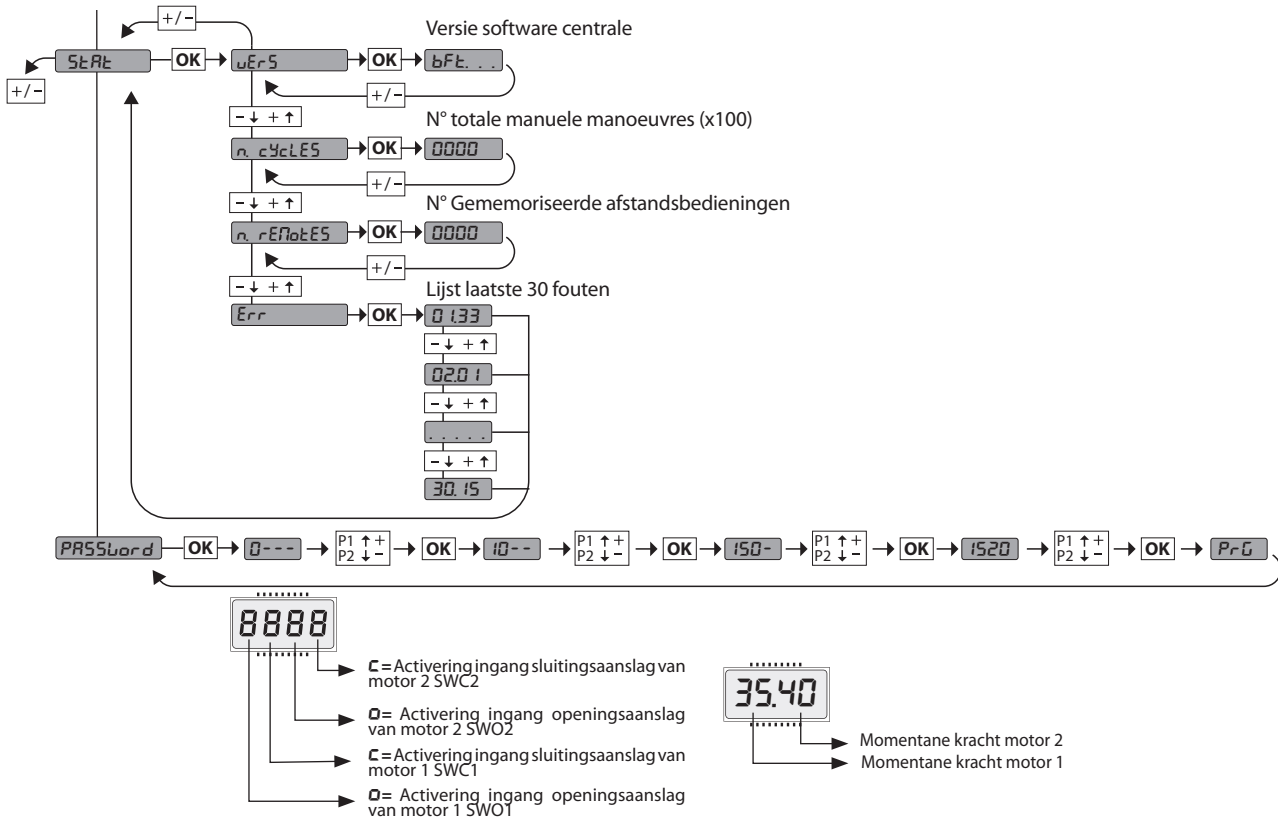 +/-
Versie software centrale
StAt OK vErS OK bFt. . .
+/-
+/-
- ↓ + ↑
N° totale manuele manoeuvres (x100)
n. cYcLES OK 0000
+/-
- ↓ + ↑
N° Gemoriseerde afstandsbedieningen
n. rEMotES OK 0000
+/-
- ↓ + ↑
Lijst laatste 30 fouten
Err OK 01.33
- ↓ + ↑
02.01
- ↓ + ↑
. . . . .
- ↓ + ↑
30.15
PASSword OK 0--- P1 ↑ + OK 10-- P1 ↑ + OK 150- P1 ↑ + OK 1520 P1 ↑ + OK PrG
P2 ↓ - P2 ↓ - P2 ↓ - P2 ↓ -
8888
C = Activering ingang sluitingsaanslag van
motor 2 SWC2
O = Activering ingang openingsaanslag
van motor 2 SWO2
C = Activering ingang sluitingsaanslag van
motor 1 SWC1
O = Activering ingang openingsaanslag
van motor 1 SWO1
35.40
Momentane kracht motor 2
Momentane kracht motor 1